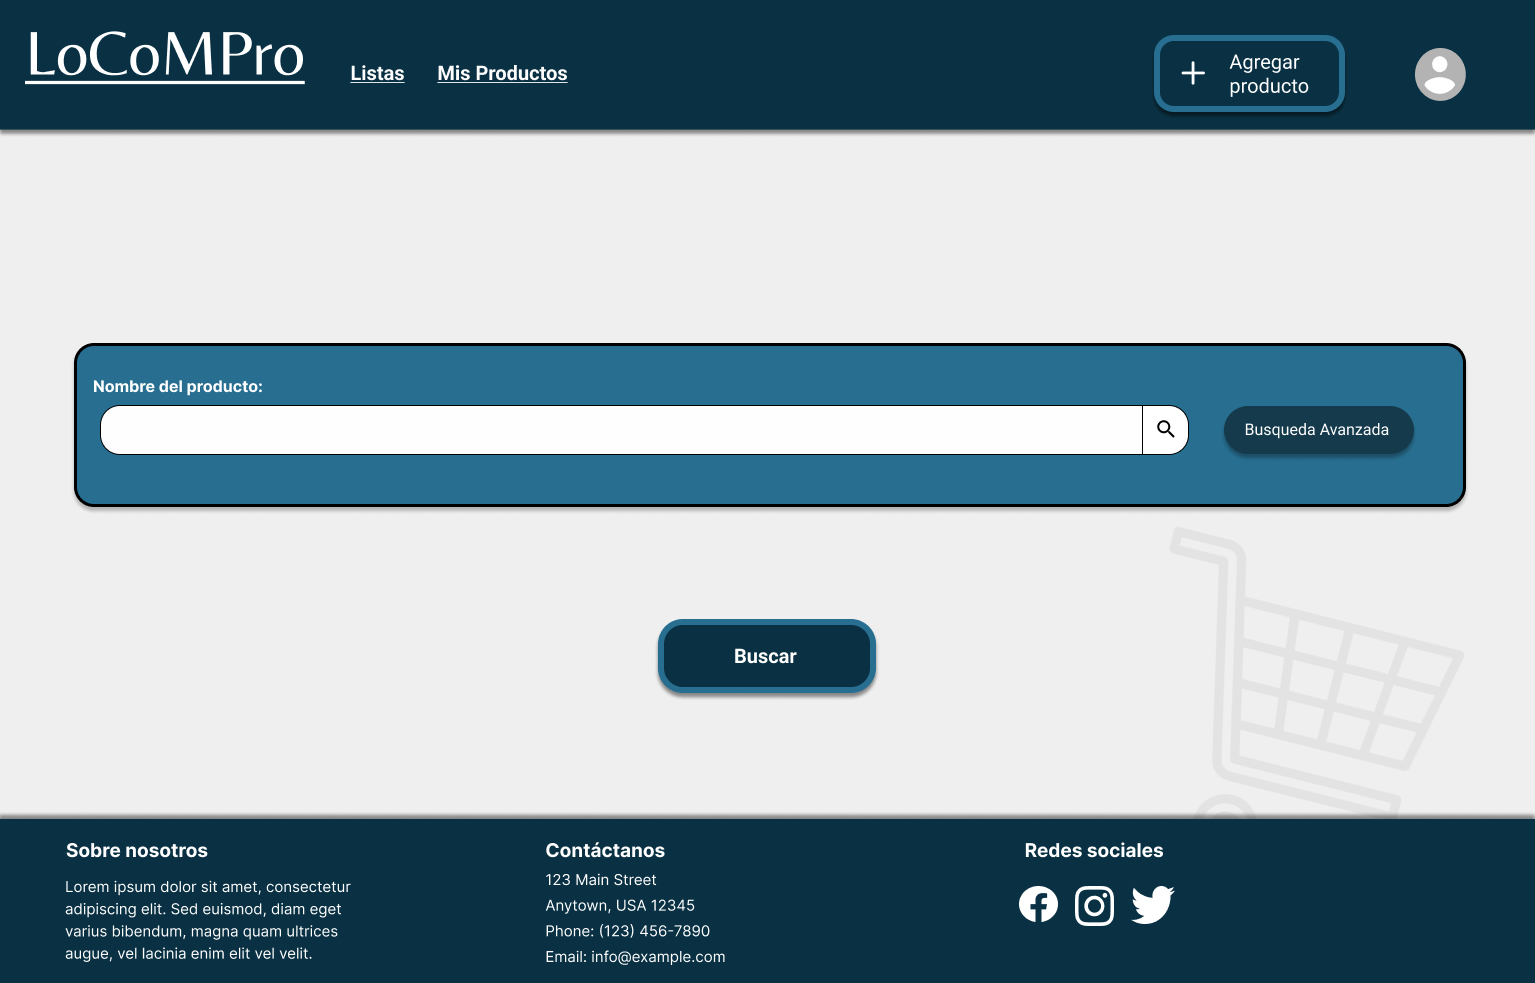 LoCoMPro
Listas
Mis Productos
Agregar
producto
Nombre del producto:
Busqueda Avanzada
Buscar
Sobre nosotros
Lorem ipsum dolor sit amet, consectetur
adipiscing elit. Sed euismod, diam eget
varius bibendum, magna quam ultrices
augue, vel lacinia enim elit vel velit.
Contáctanos
123 Main Street
Anytown, USA 12345
Phone: (123) 456-7890
Email: info@example.com
Redes sociales